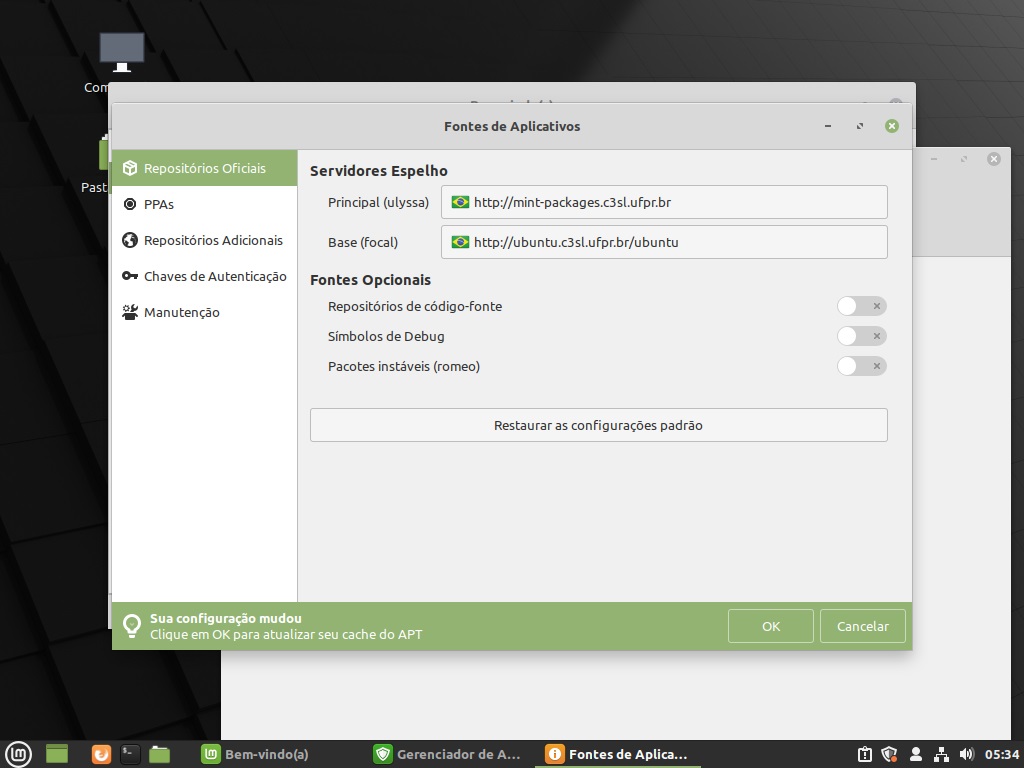 Com
Past
Fontes de Aplicativos
Repositórios Oficiais
PPAs
Repositórios Adicionais
Chaves de Autenticação
Manutenção
Servidores Espelho
Principal (ulyssa)
http://mint-packages.c3sl.ufpr.br
Base (focal)
http://ubuntu.c3sl.ufpr.br/ubuntu
Fontes Opcionais
Repositórios de código-fonte
Símbolos de Debug
Pacotes instáveis (romeo)
Restaurar as configurações padrão
Sua configuração mudou
Clique em OK para atualizar seu cache do APT
OK
Cancelar
Bem-vindo(a)
Gerenciador de A...
Fontes de Aplica...
05:34